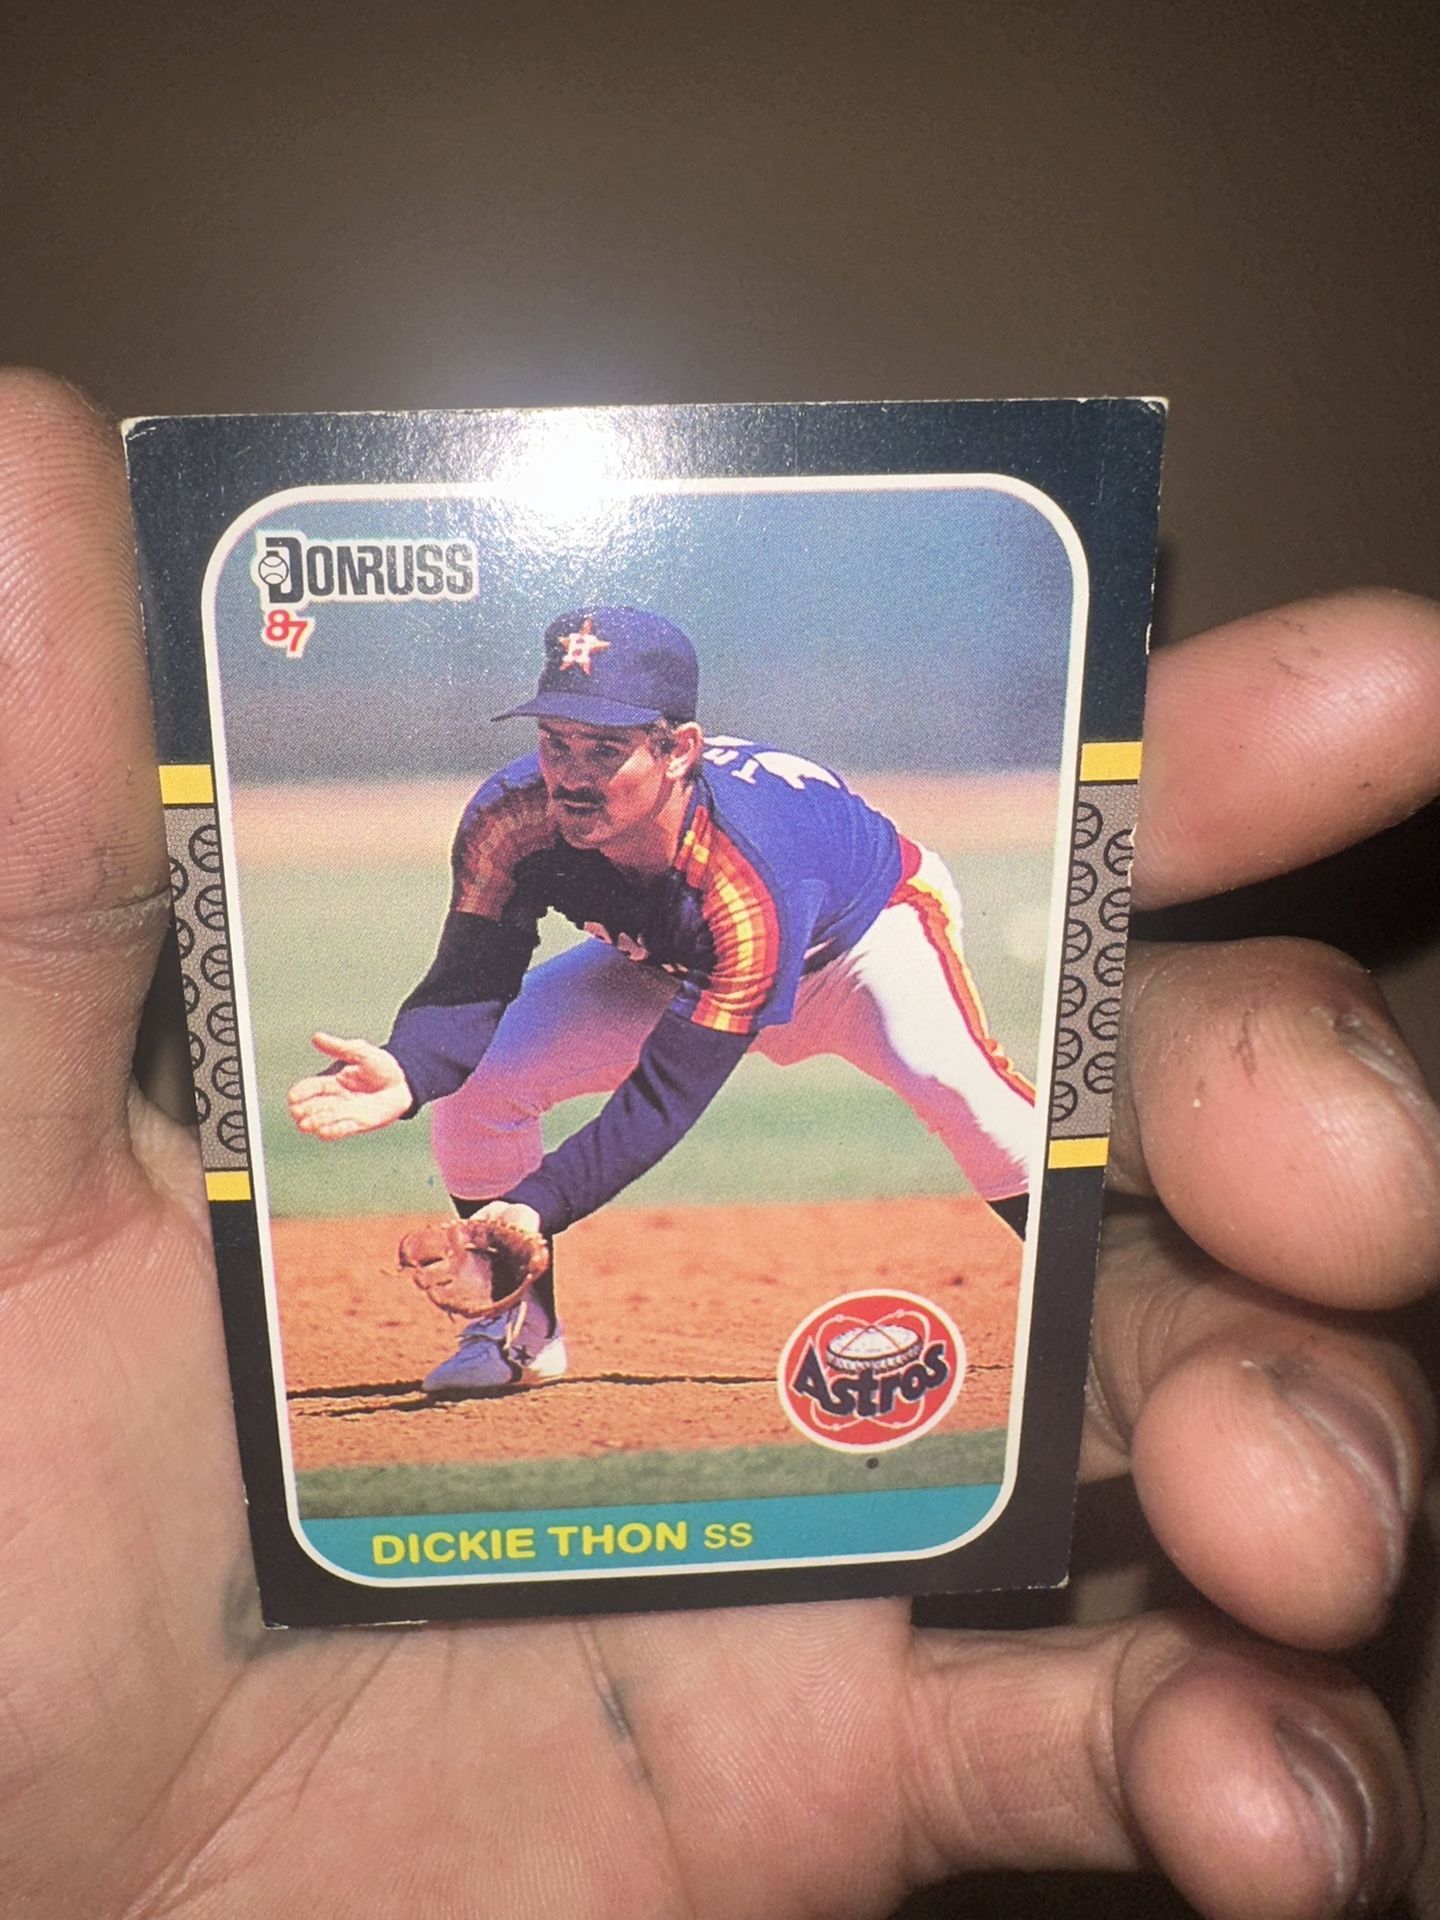 DONRUSS
87
H
Astros
DICKIE THON SS